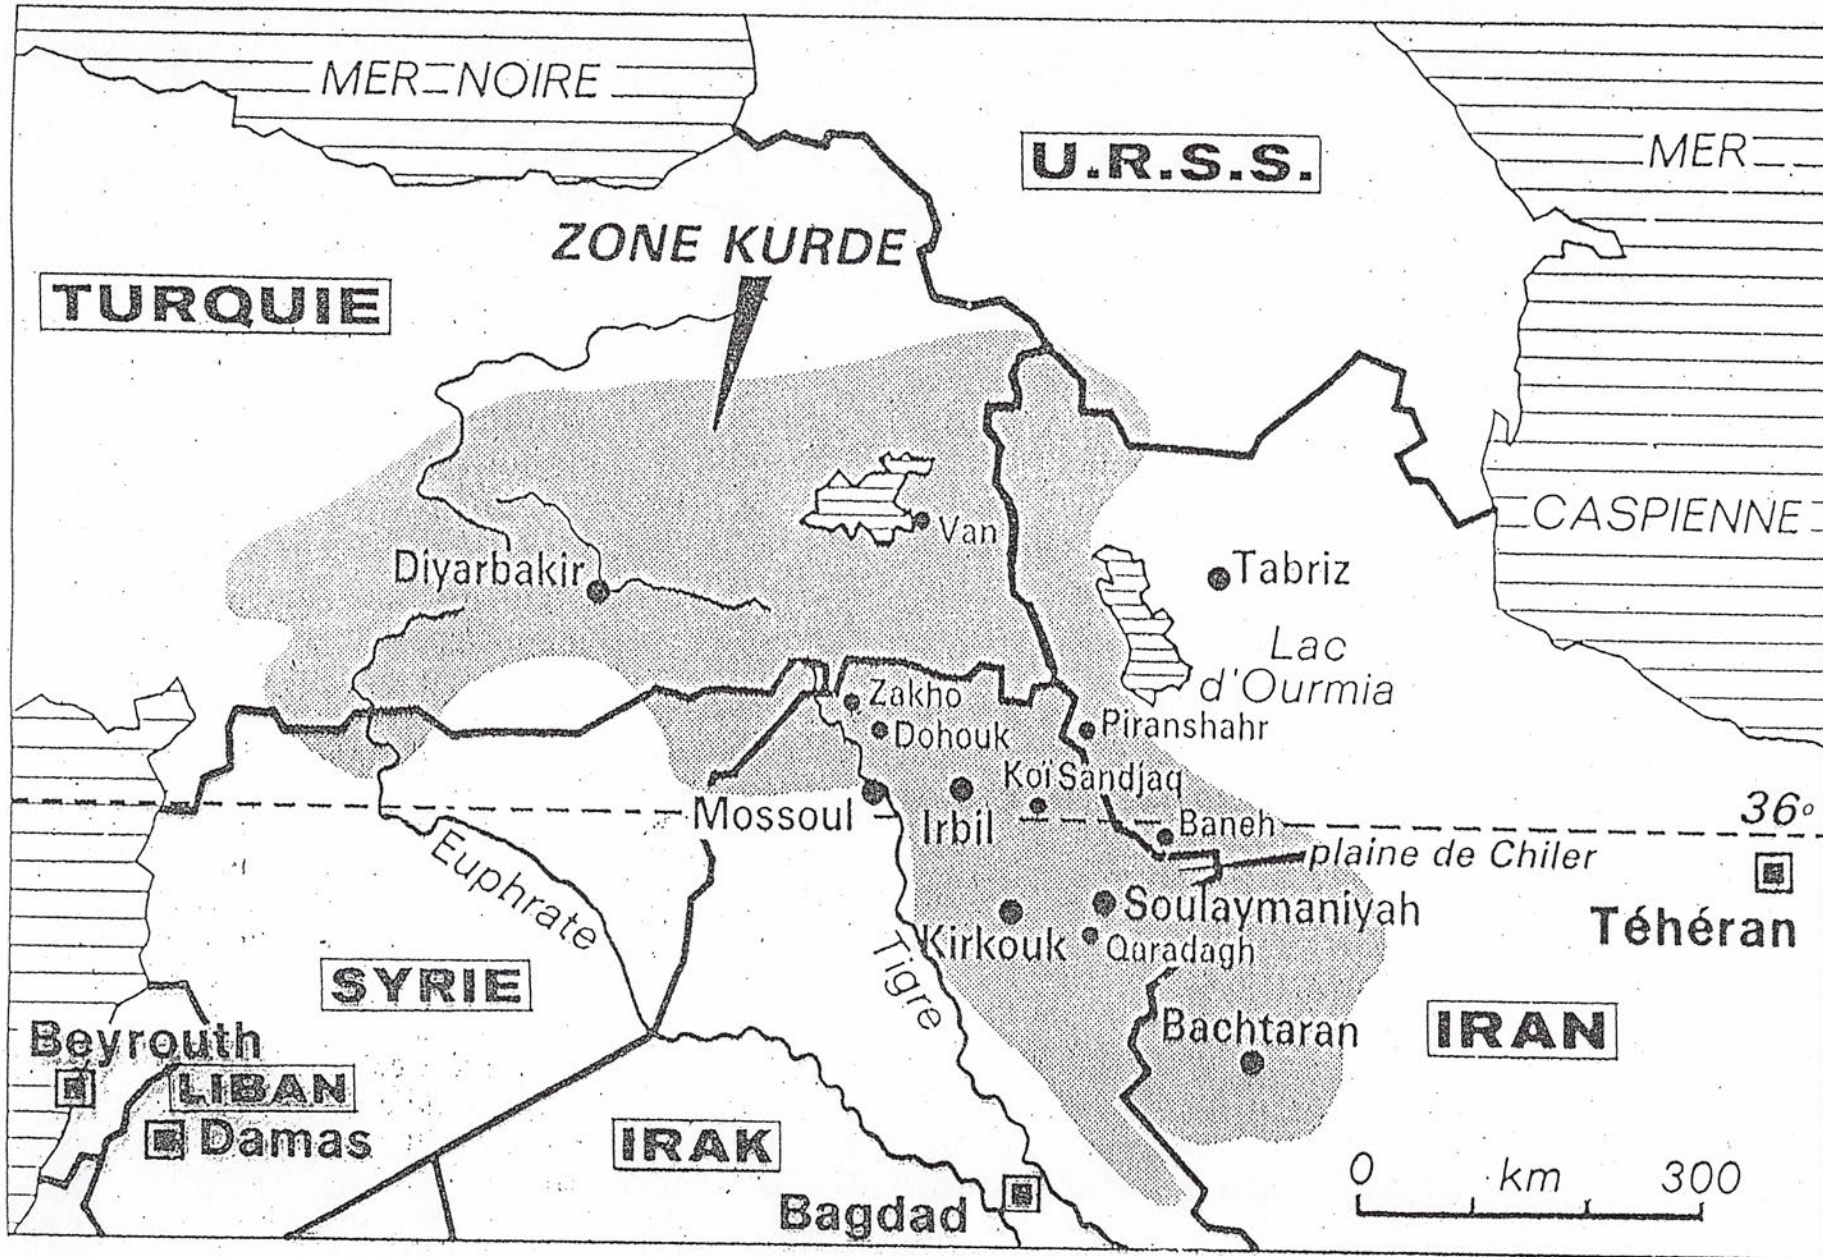 MER NOIRE
U.R.S.S.
MER
ZONE KURDE
TURQUIE
CASPIENNE
Van
Diyarbakir
Tabriz
Lac
d'Ourmia
Zakho
Dohouk
Piranshahr
Koï Sandjaq
Mossoul
Irbil
Baneh
36°
plaine de Chiler
Euphrate
Téhéran
Soulaymaniyah
Kirkouk
Qaradagh
Tigre
SYRIE
Bachtaran
IRAN
Beyrouth
LIBAN
Damas
IRAK
Bagdad
0 km 300